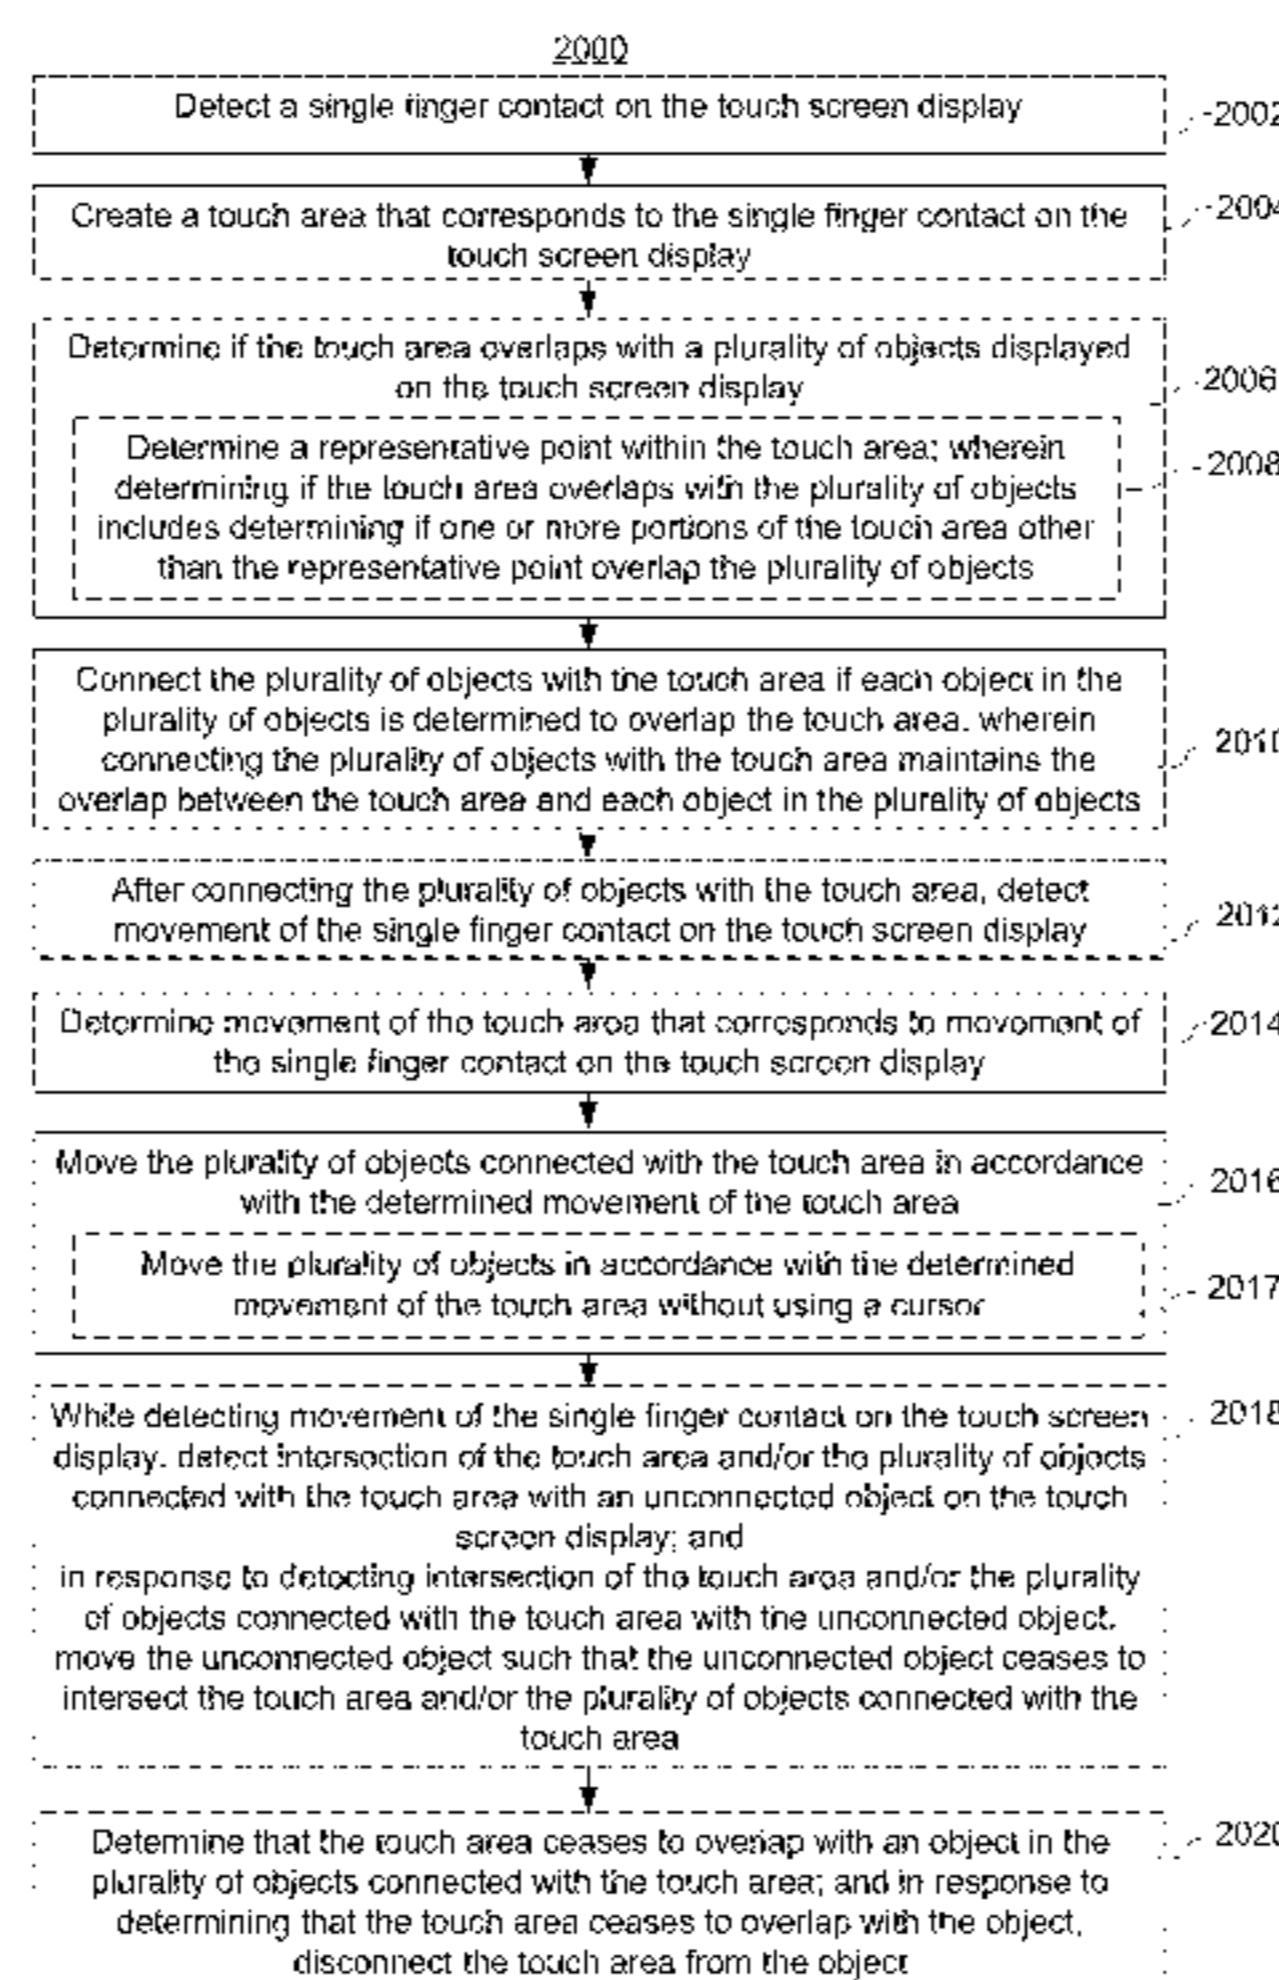 2000
Detect a single finger contact on the touch screen display
2002
Create a touch area that corresponds to the single finger contact on the
touch screen display
2004
Determine if the touch area overlaps with a plurality of objects displayed
on the touch screen display
2006
Determine a representative point within the touch area; wherein
determining if the touch area overlaps with the plurality of objects
includes determining if one or more portions of the touch area other
than the representative point overlap the plurality of objects
2008
Connect the plurality of objects with the touch area if each object in the
plurality of objects is determined to overlap the touch area, wherein
connecting the plurality of objects with the touch area maintains the
overlap between the touch area and each object in the plurality of objects
2010
After connecting the plurality of objects with the touch area, detect
movement of the single finger contact on the touch screen display
2012
Determine movement of the touch area that corresponds to movement of
the single finger contact on the touch screen display
2014
Move the plurality of objects connected with the touch area in accordance
with the determined movement of the touch area
2016
Move the plurality of objects in accordance with the determined
movement of the touch area without using a cursor
2017
While detecting movement of the single finger contact on the touch screen
display, detect intersection of the touch area and/or the plurality of objects
connected with the touch area with an unconnected object on the touch
screen display; and
in response to detecting intersection of the touch area and/or the plurality
of objects connected with the touch area with the unconnected object,
move the unconnected object such that the unconnected object ceases to
intersect the touch area and/or the plurality of objects connected with the
touch area
2018
Determine that the touch area ceases to overlap with an object in the
plurality of objects connected with the touch area; and in response to
determining that the touch area ceases to overlap with the object,
disconnect the touch area from the object
2020